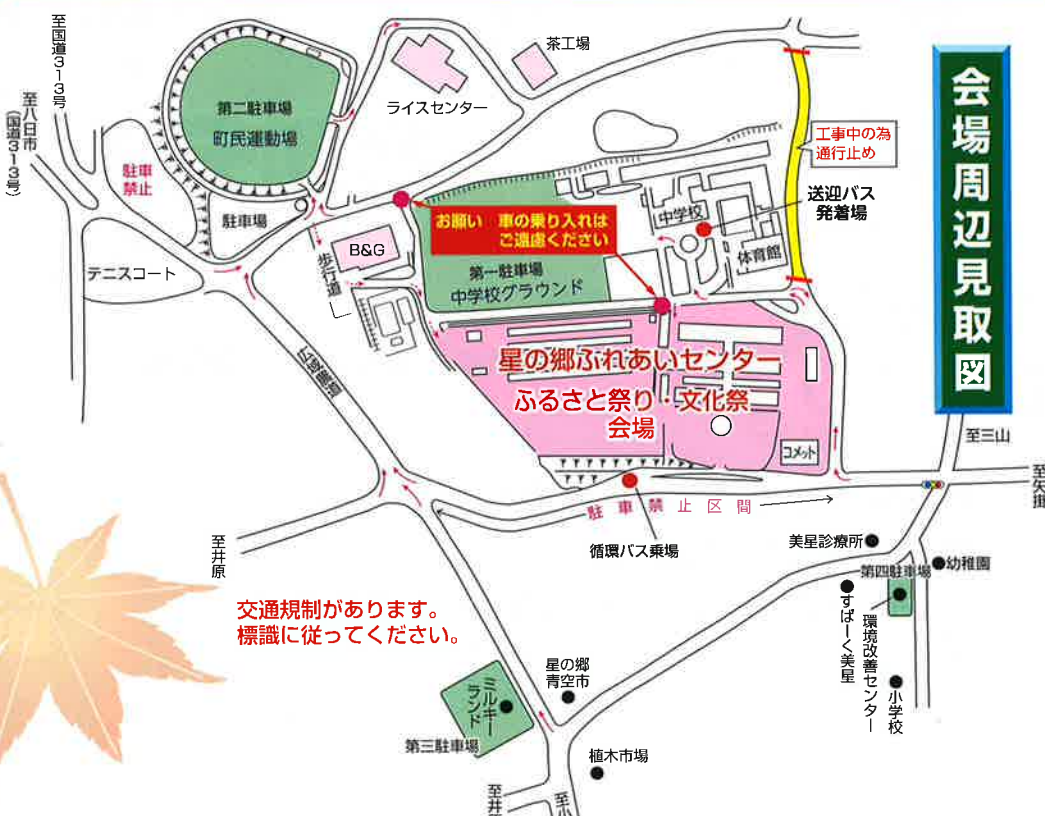 会場周辺見取図
至国道313号
至八日市
(国道313号)
茶工場
ライスセンター
第二駐車場
町民運動場
工事中の為
通行止め
駐車
禁止
駐車場
送迎バス
発着場
中学校
お願い 車の乗り入れは
ご遠慮ください
B&G
体育館
テニスコート
歩行道
第一駐車場
中学校グラウンド
広域農道
星の郷ふれあいセンター
ふるさと祭り・文化祭
会場
コメット
至三山
至矢掛
駐車禁止区間
循環バス乗場
至井原
美星診療所
幼稚園
第四駐車場
すぱーく美星
環境改善センター
小学校
交通規制があります。
標識に従ってください。
星の郷
青空市
ミルキー
ランド
第三駐車場
植木市場
至井
至小